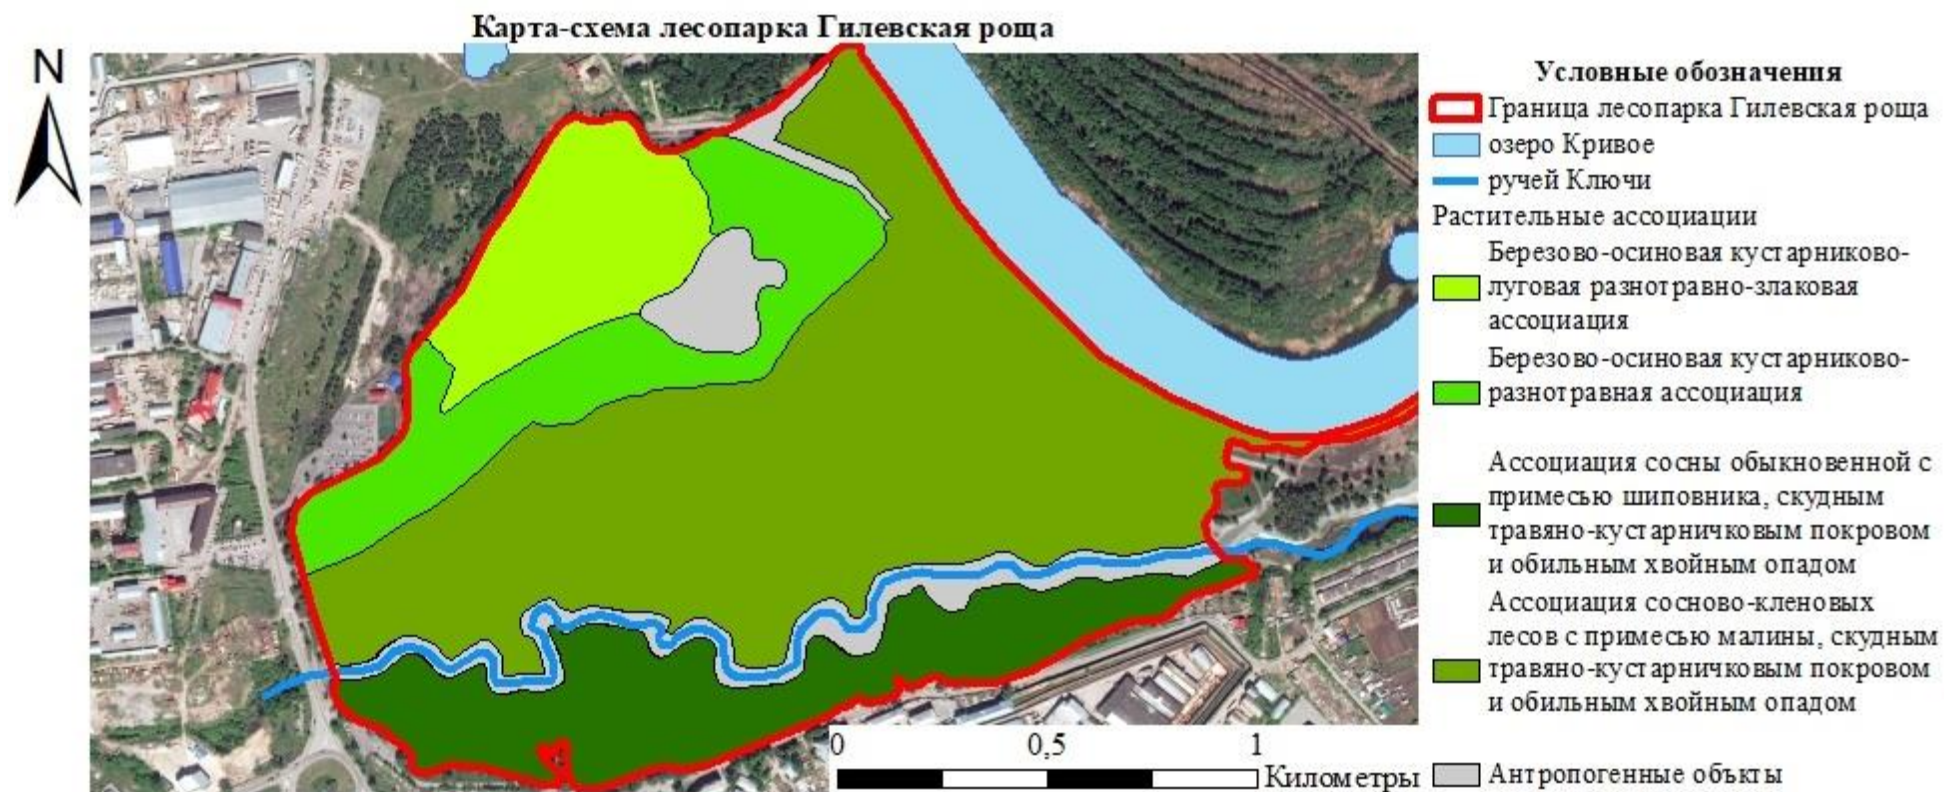 Карта-схема лесопарка Гилевская роща
N
Условные обозначения
Граница лесопарка Гилевская роща
озеро Кривое
ручей Ключи
Растительные ассоциации
Березово-осиновая кустарниково-
луговая разнотравно-злаковая
ассоциация
Березово-осиновая кустарниково-
разнотравная ассоциация
Ассоциация сосны обыкновенной с
примесью шиповника, скудным
травяно-кустарничковым покровом
и обильным хвойным опадом
Ассоциация сосново-кленовых
лесов с примесью малины, скудным
травяно-кустарничковым покровом
и обильным хвойным опадом
Антропогенные объкты
0 0,5 1
Километры